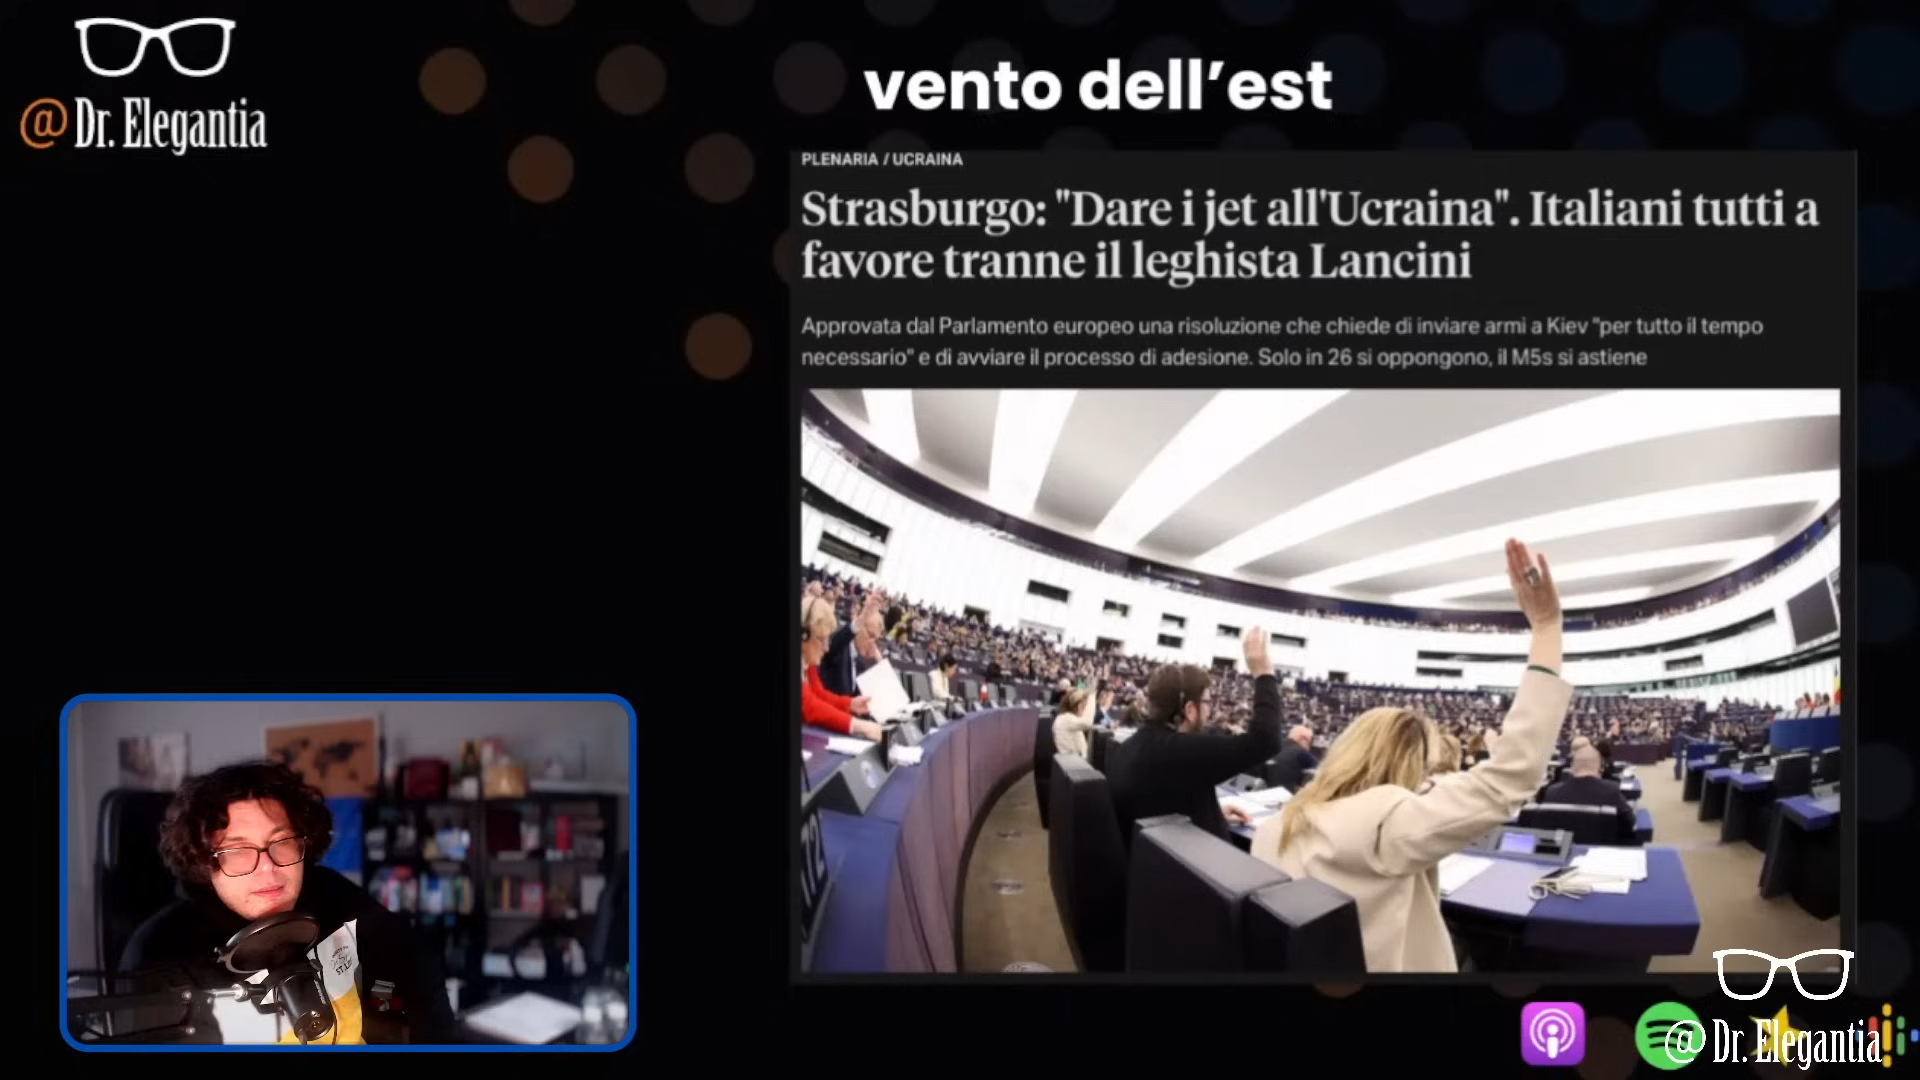 @ Dr. Elegantia
vento dell’est
PLENARIA / UCRAINA
Strasburgo: "Dare i jet all'Ucraina". Italiani tutti a
favore tranne il leghista Lancini
Approvata dal Parlamento europeo una risoluzione che chiede di inviare armi a Kiev "per tutto il tempo
necessario" e di avviare il processo di adesione. Solo in 26 si oppongono, il M5s si astiene
@ Dr. Elegantia